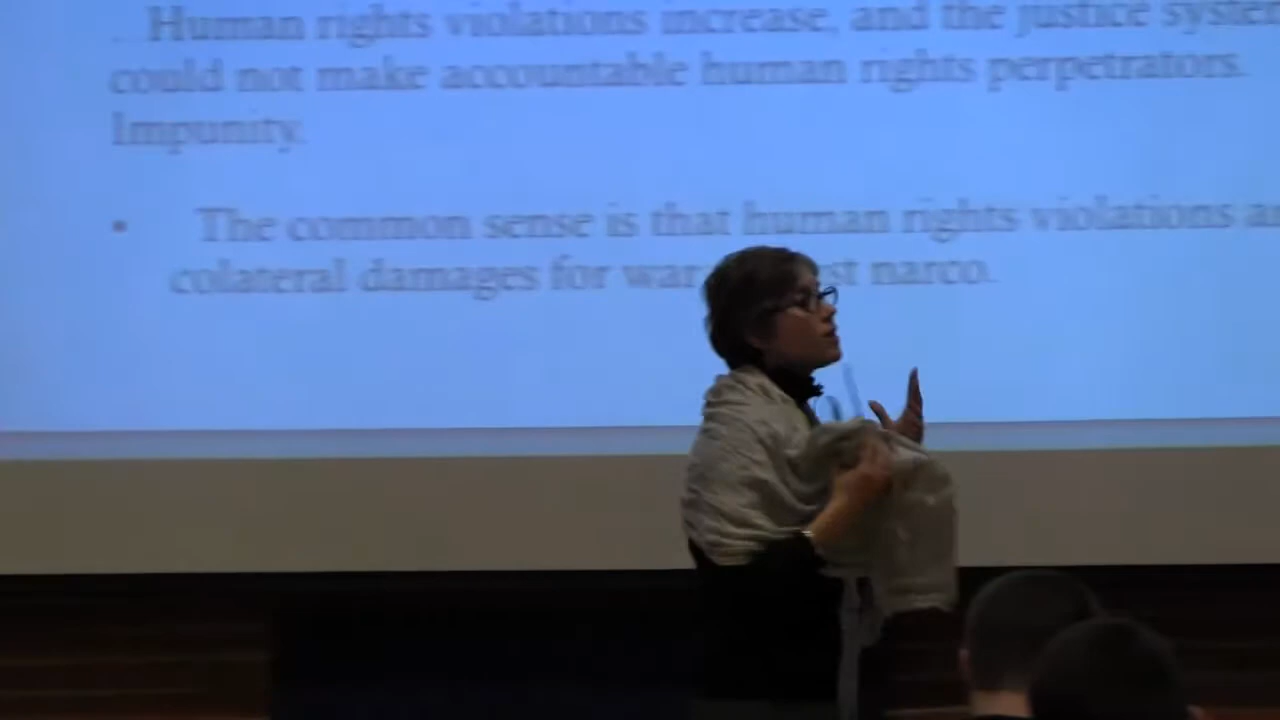 Human rights violations increase, and the justice system
could not make accountable human rights perpetrators.
Impunity.
• The common sense is that human rights violations
colateral damages for war narco.